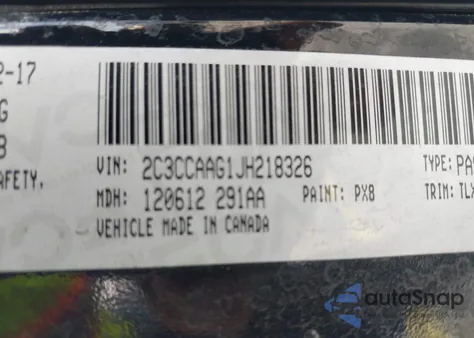 2-17
G
8
AFETY,
VIN: 2C3CCAAG1JH218326 TYPE: PA
MDH: 120612 291AA PAINT: PX8 TRIM: TLX
VEHICLE MADE IN CANADA
autoSnap